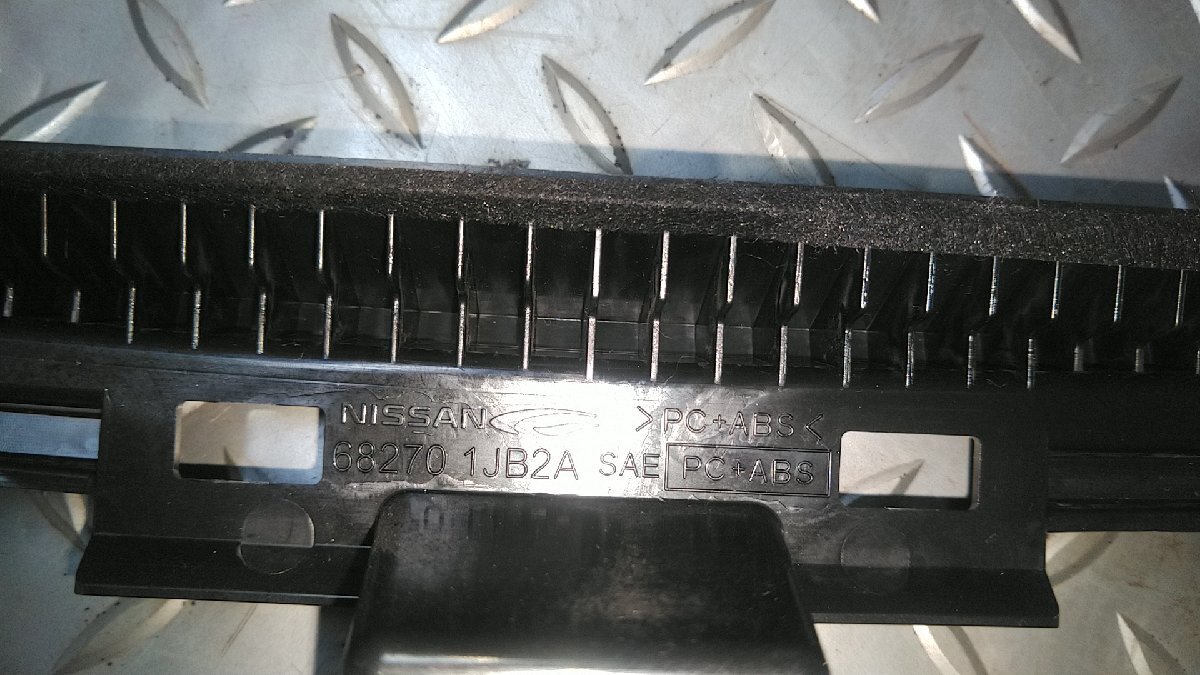 NISSAN >PC+ABS<
68270 1JB2A SAE PC+ABS